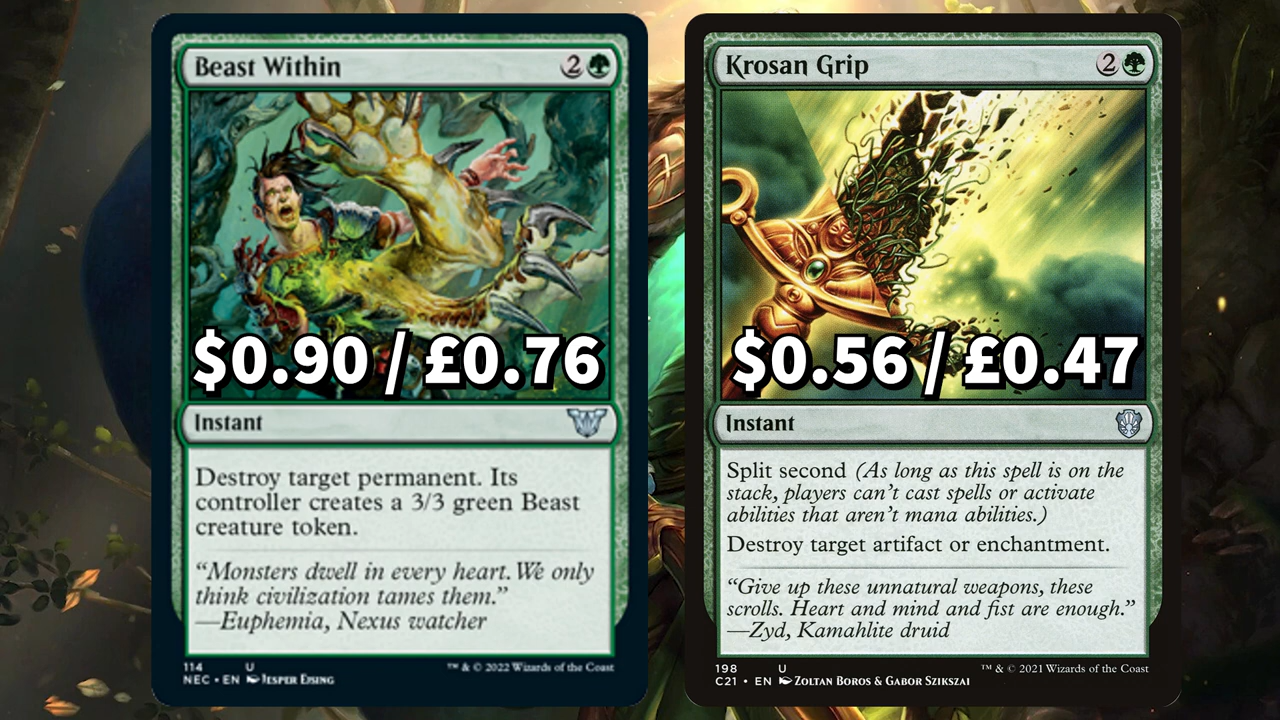 Beast Within 2
$0.90 / £0.76
Instant
Destroy target permanent. Its
controller creates a 3/3 green Beast
creature token.
“Monsters dwell in every heart. We only
think civilization tames them.”
—Euphemia, Nexus watcher
114 U
NEC • EN Jesper Ejsing
™ & © 2022 Wizards of the Coast
Krosan Grip 2
$0.56 / £0.47
Instant
Split second (As long as this spell is on the
stack, players can’t cast spells or activate
abilities that aren’t mana abilities.)
Destroy target artifact or enchantment.
“Give up these unnatural weapons, these
scrolls. Heart and mind and fist are enough.”
—Zyd, Kamahlite druid
198 U
C21 • EN Zoltan Boros & Gabor Szikszai
™ & © 2021 Wizards of the Coast